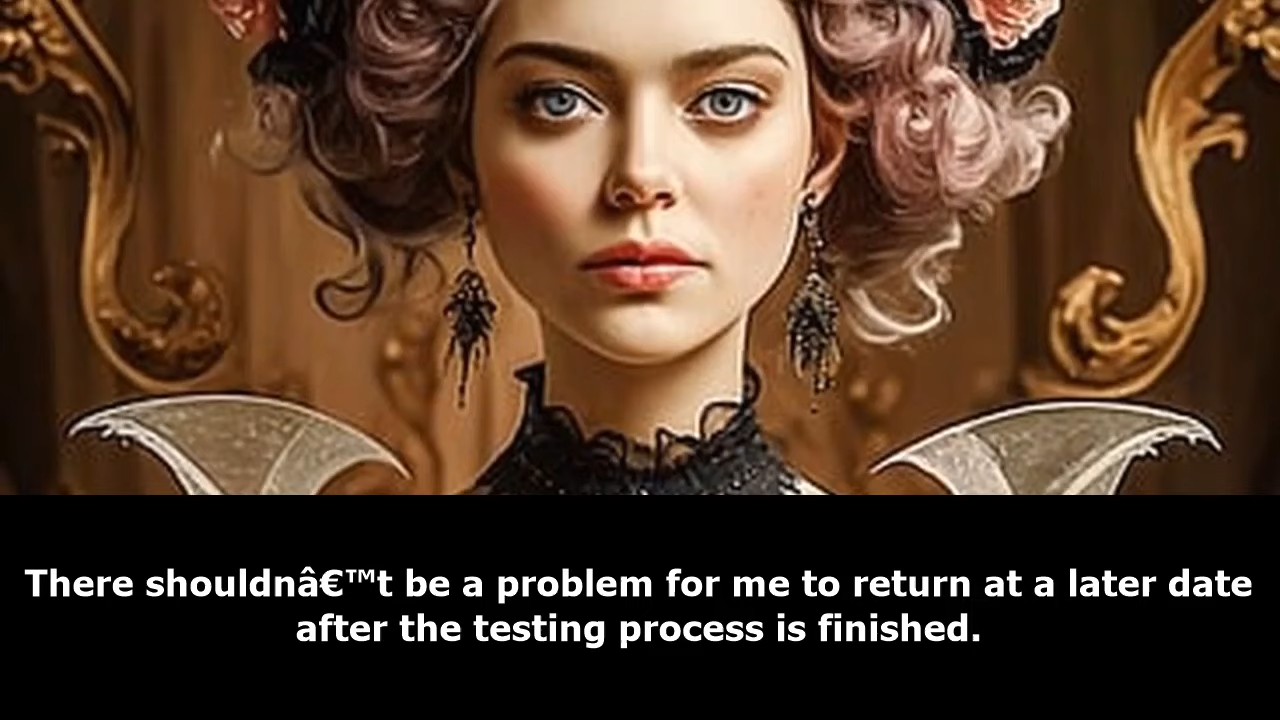 There shouldnâ€™t be a problem for me to return at a later date
after the testing process is finished.